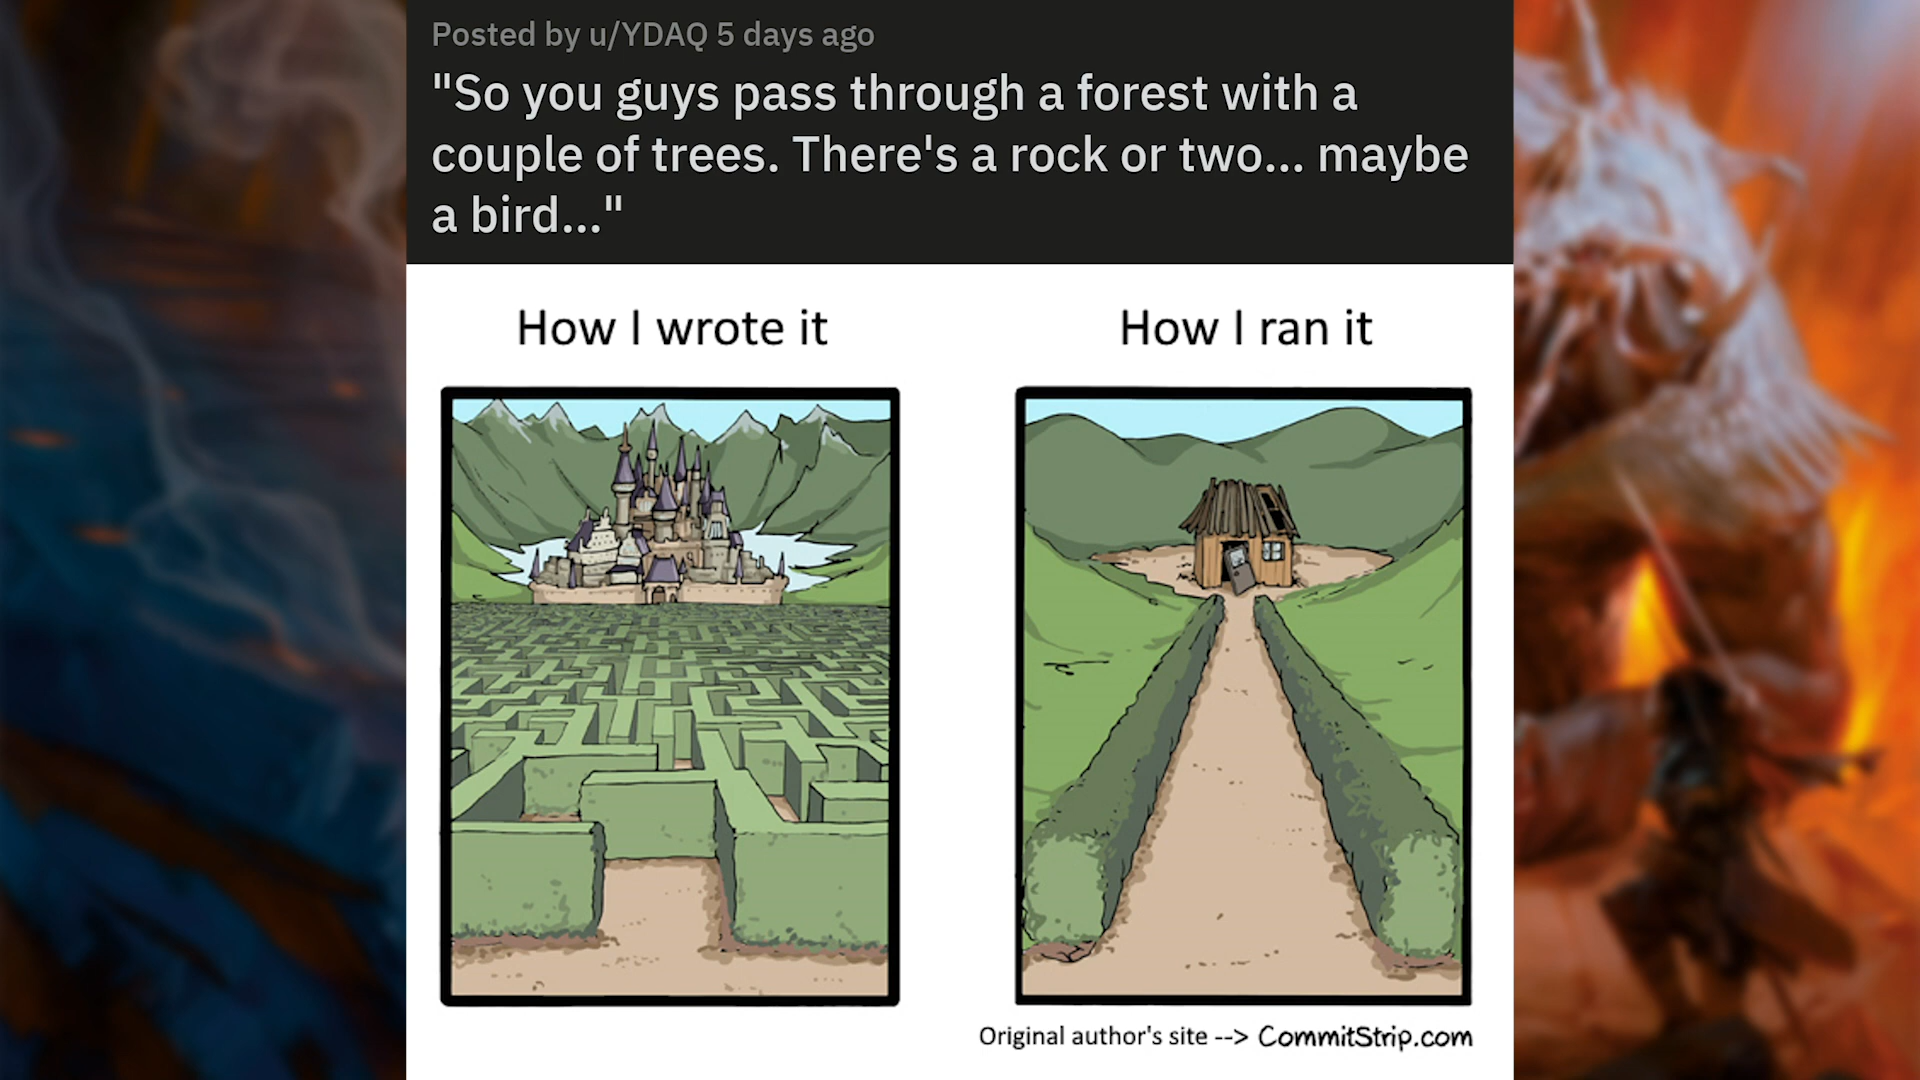 Posted by u/YDAQ 5 days ago
"So you guys pass through a forest with a
couple of trees. There's a rock or two... maybe
a bird..."
How I wrote it
How I ran it
Original author's site --> CommitStrip.com